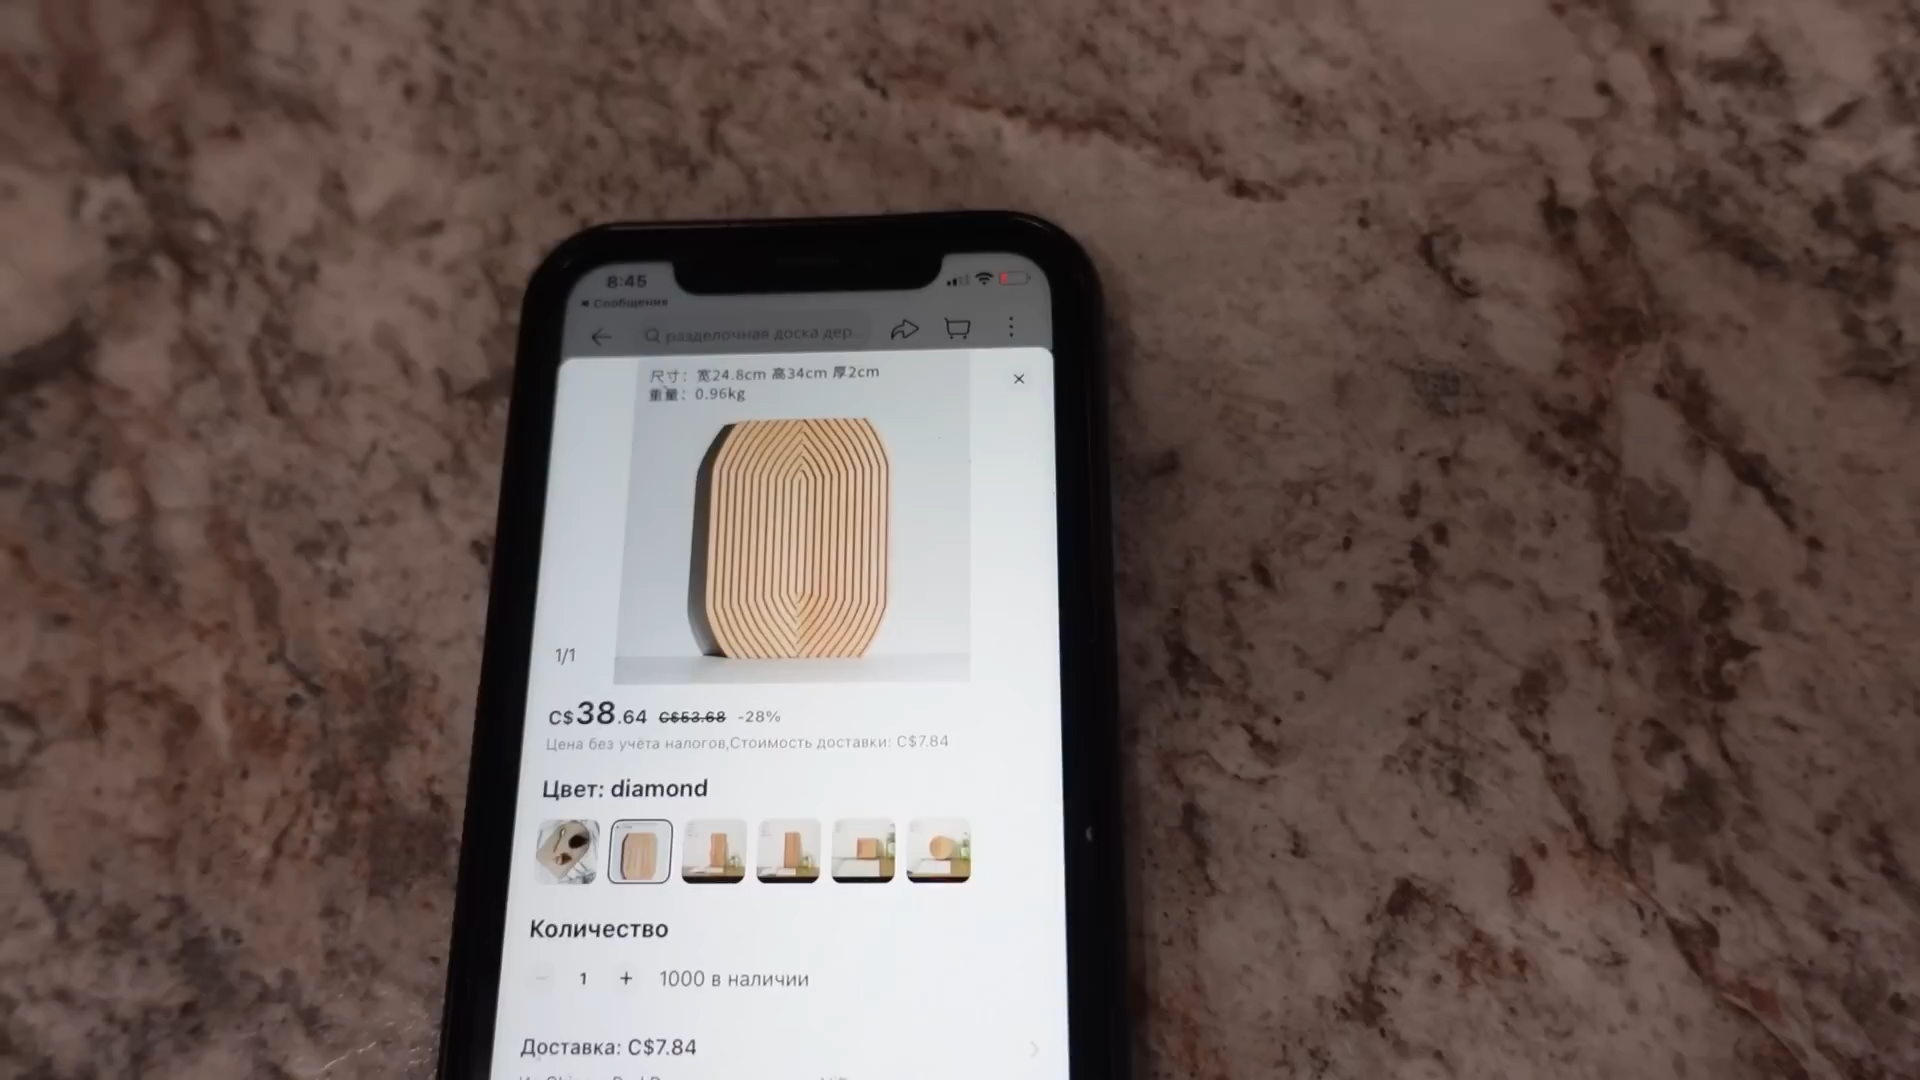 8:45
◂ Сообщения
разделочная доска дер...
尺寸：宽24.8cm 高34cm 厚2cm
重量：0.96kg
1/1
C$38.64 C$53.68 -28%
Цена без учёта налогов,Стоимость доставки: C$7.84
Цвет: diamond
Количество
− 1 + 1000 в наличии
Доставка: C$7.84